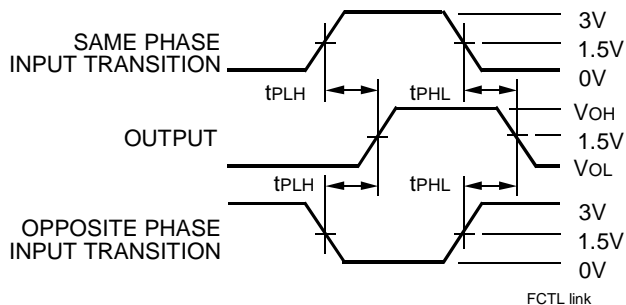 SAME PHASE
INPUT TRANSITION
3V
1.5V
0V
tPLH
tPHL
OUTPUT
VOH
1.5V
VOL
tPLH
tPHL
OPPOSITE PHASE
INPUT TRANSITION
3V
1.5V
0V
FCTL link